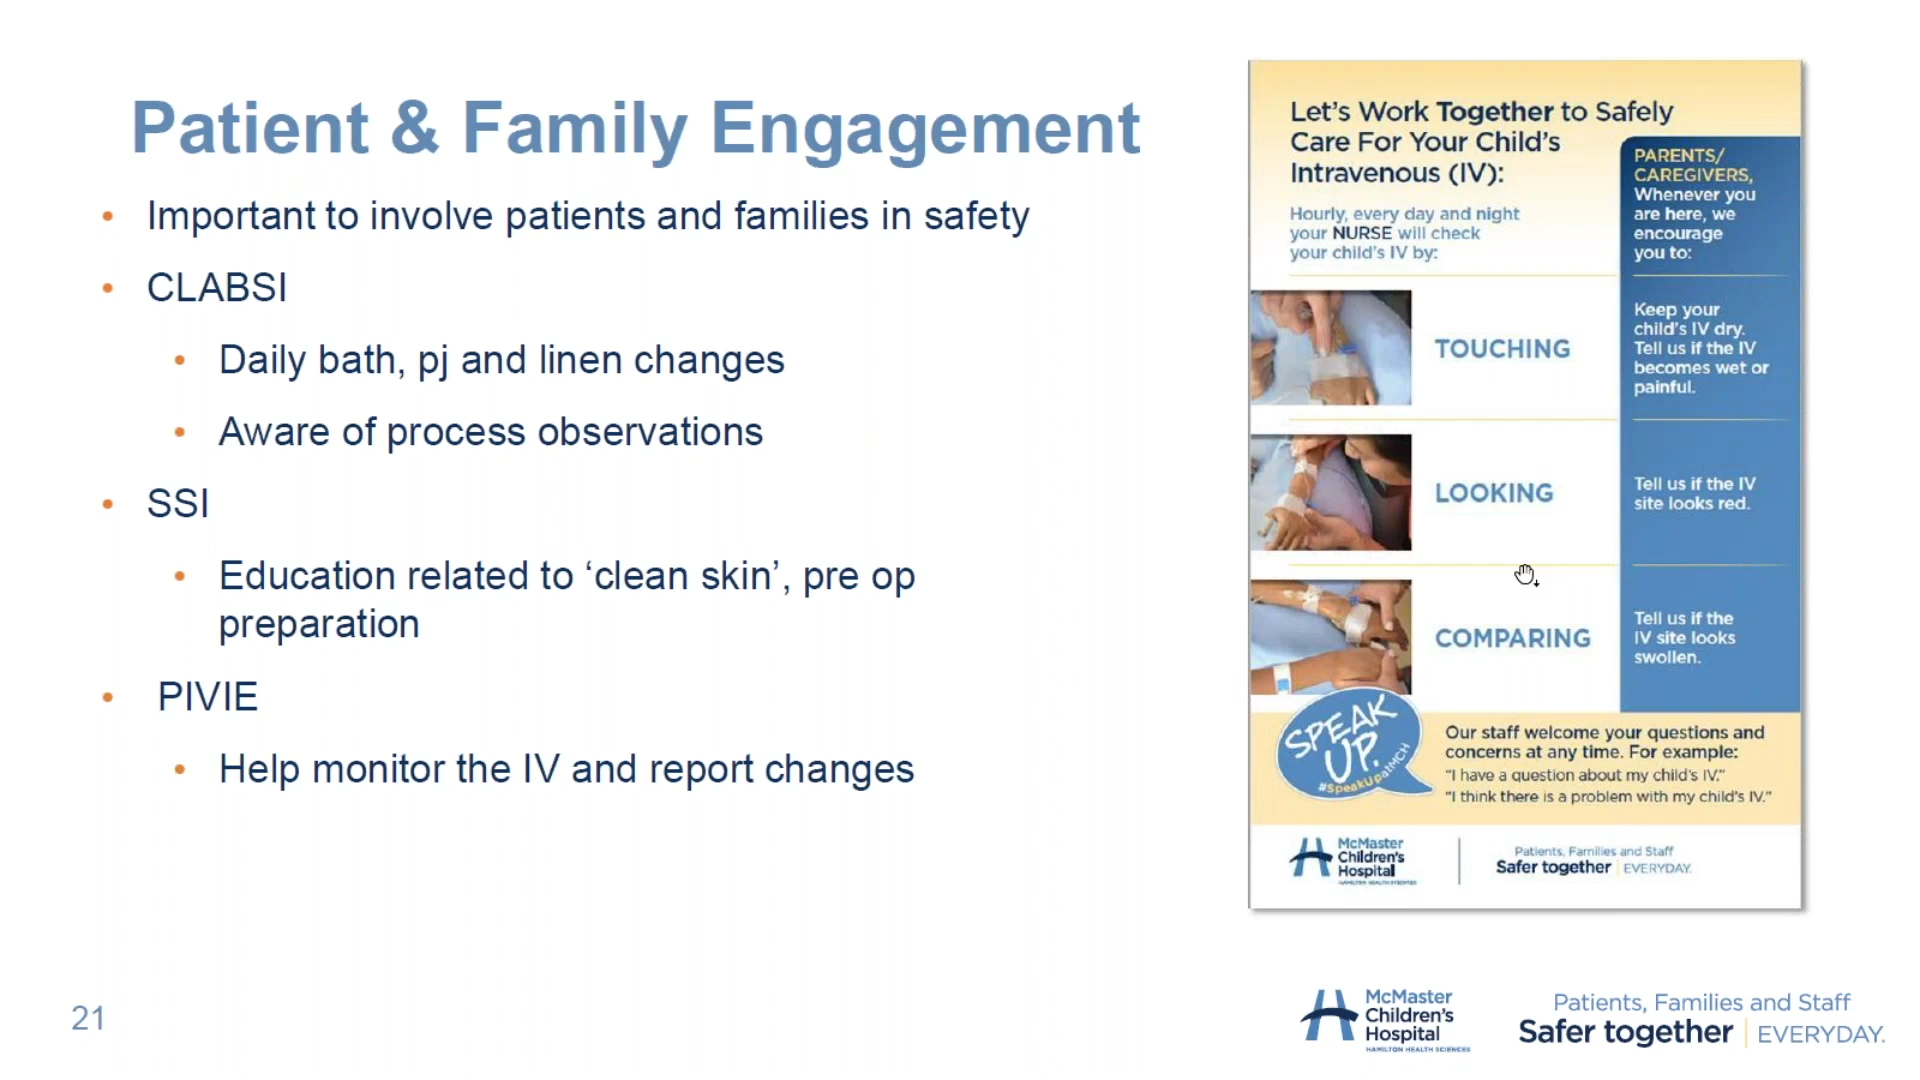 Patient & Family Engagement
• Important to involve patients and families in safety
• CLABSI
• Daily bath, pj and linen changes
• Aware of process observations
• SSI
• Education related to ‘clean skin’, pre op
preparation
• PIVIE
• Help monitor the IV and report changes
21
Let's Work Together to Safely
Care For Your Child's
Intravenous (IV):
Hourly, every day and night
your NURSE will check
your child's IV by:
PARENTS/
CAREGIVERS,
Whenever you
are here, we
encourage
you to:
TOUCHING
Keep your
child's IV dry.
Tell us if the IV
becomes wet or
painful.
LOOKING
Tell us if the IV
site looks red.
COMPARING
Tell us if the
IV site looks
swollen.
SPEAK
UP.
#SpeakUpatMCH
Our staff welcome your questions and
concerns at any time. For example:
"I have a question about my child's IV."
"I think there is a problem with my child's IV."
McMaster
Children's
Hospital
HAMILTON HEALTH SCIENCES
Patients, Families and Staff
Safer together | EVERYDAY.
McMaster
Children's
Hospital
HAMILTON HEALTH SCIENCES
Patients, Families and Staff
Safer together | EVERYDAY.